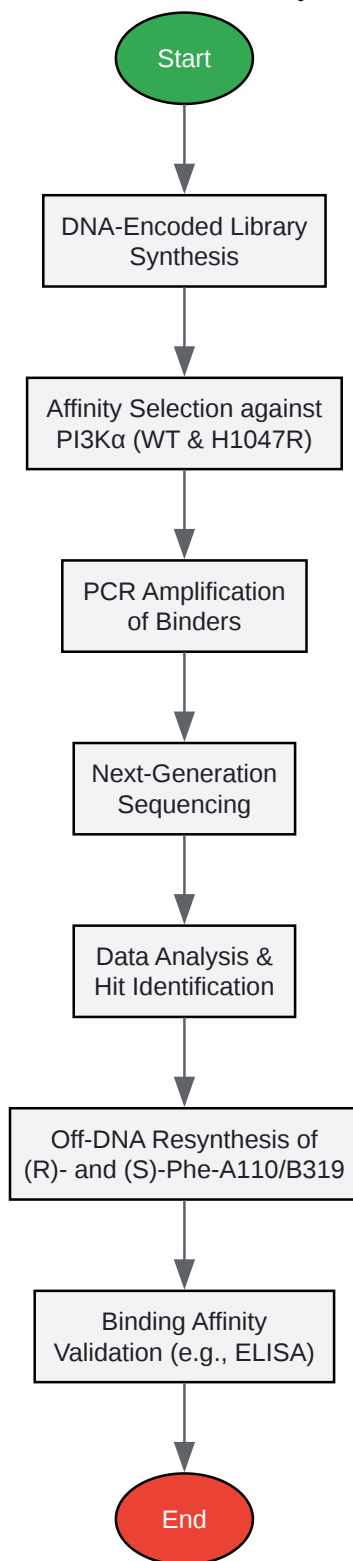 Start
DNA-Encoded Library
Synthesis
Affinity Selection against
PI3Kα (WT & H1047R)
PCR Amplification
of Binders
Next-Generation
Sequencing
Data Analysis &
Hit Identification
Off-DNA Resynthesis of
(R)- and (S)-Phe-A110/B319
Binding Affinity
Validation (e.g., ELISA)
End